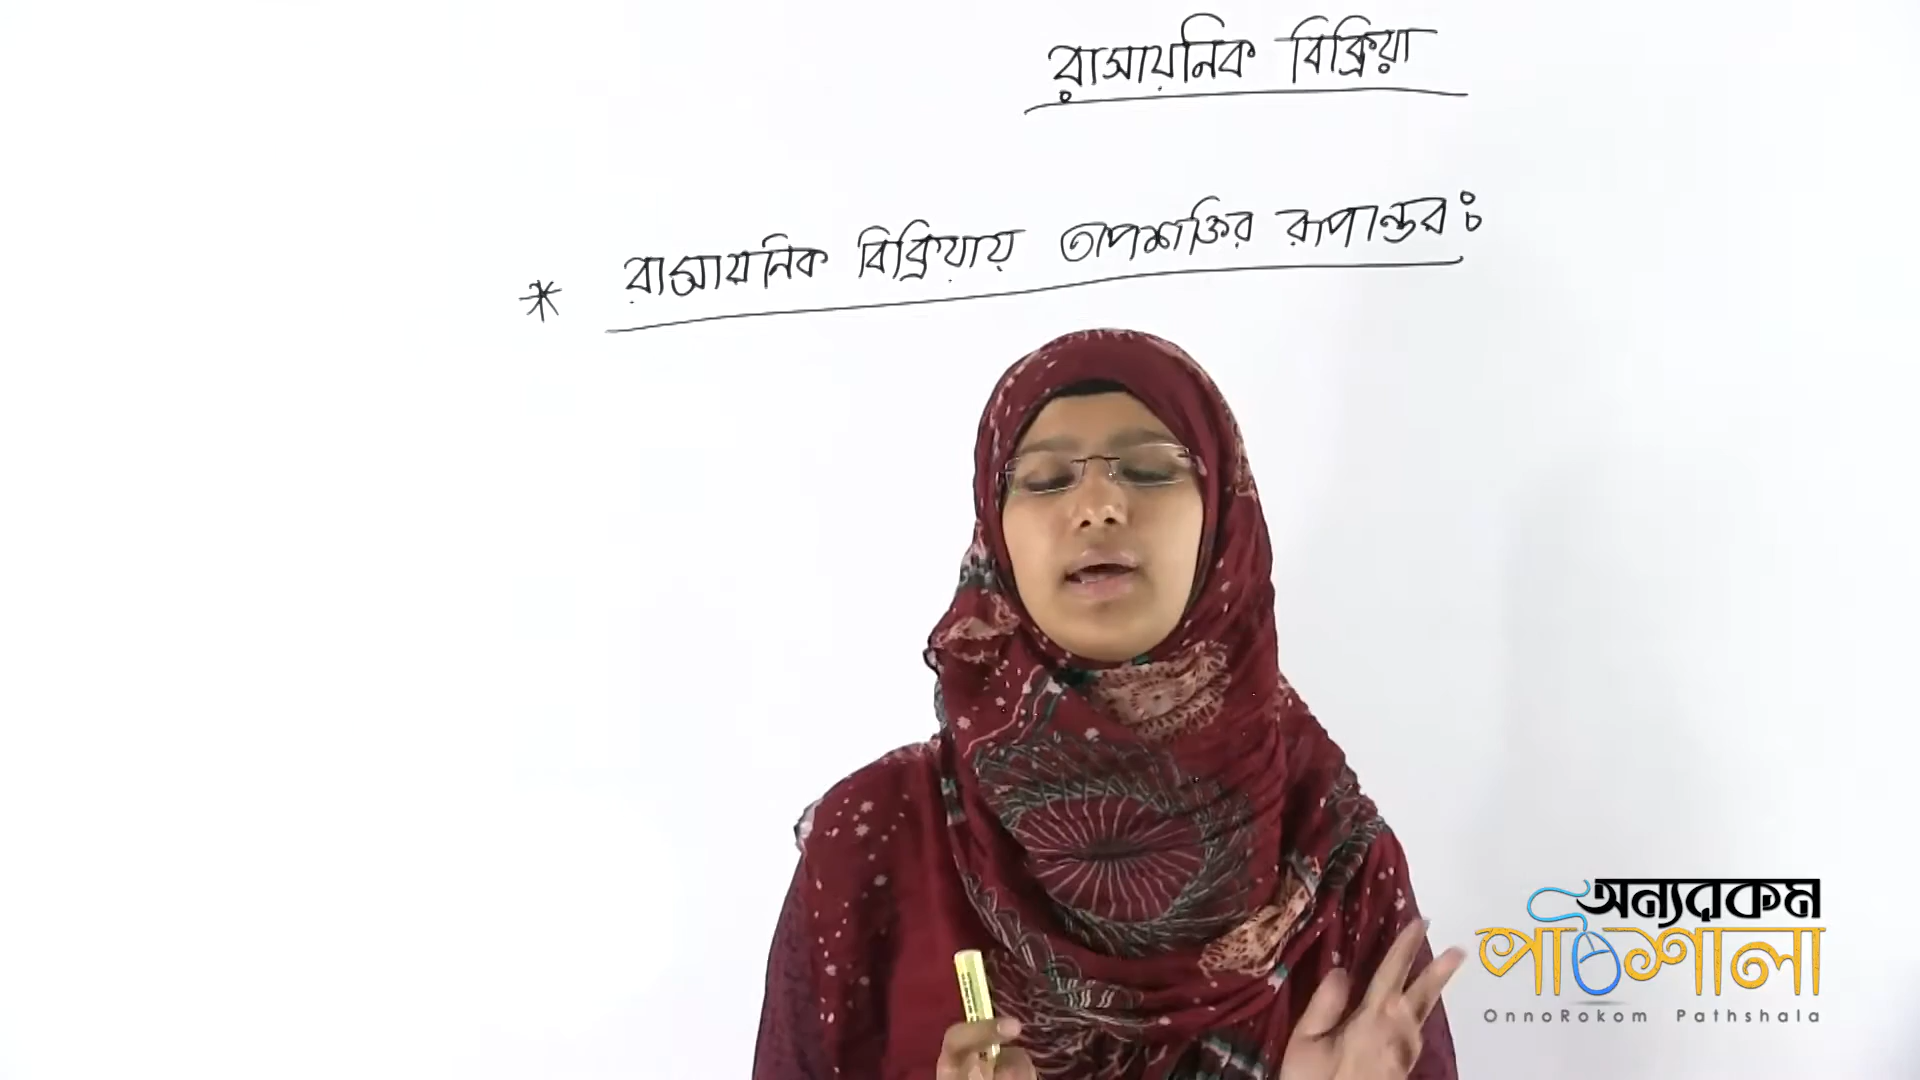 রাসায়নিক বিক্রিয়া
* রাসায়নিক বিক্রিয়ায় তাপশক্তির রূপান্তরঃ
অন্যরকম
পাঠশালা
OnnoRokom Pathshala